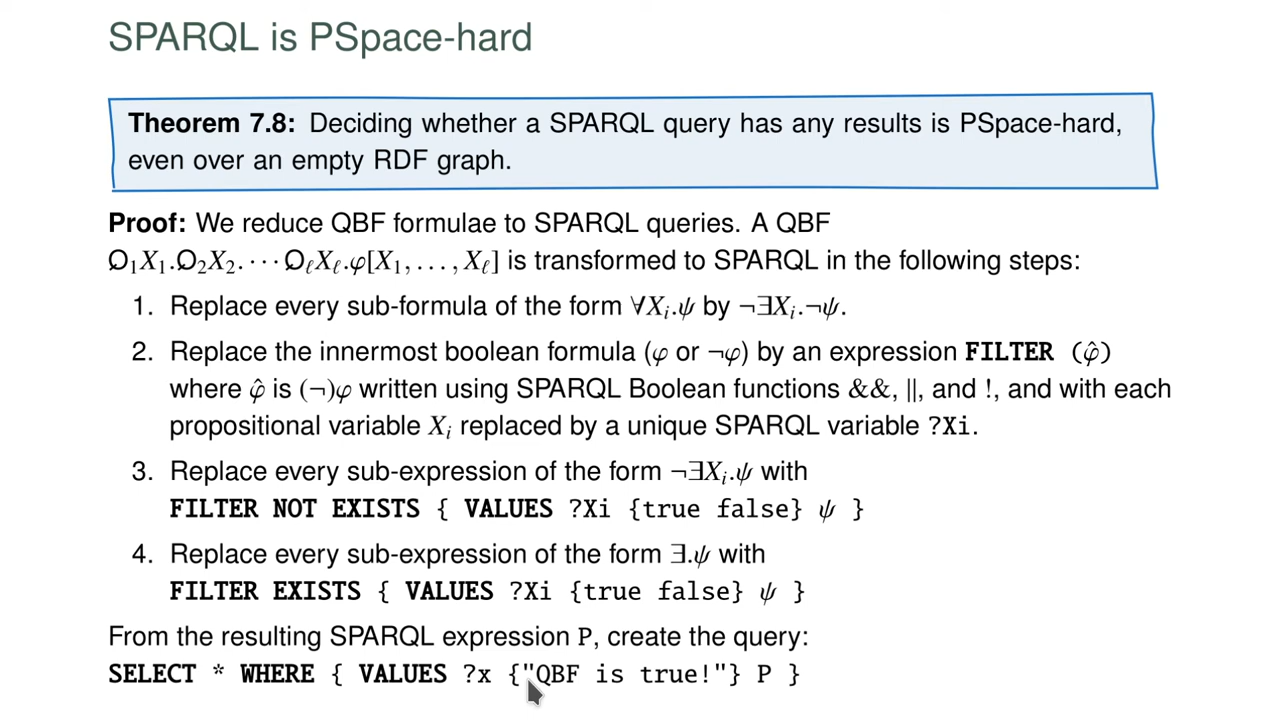 SPARQL is PSpace-hard
Theorem 7.8: Deciding whether a SPARQL query has any results is PSpace-hard,
even over an empty RDF graph.
Proof: We reduce QBF formulae to SPARQL queries. A QBF
Ꝺ₁X₁.Ꝺ₂X₂. ⋯ ꝹℓXℓ.φ[X₁, . . . , Xℓ] is transformed to SPARQL in the following steps:
1. Replace every sub-formula of the form ∀Xᵢ.ψ by ¬∃Xᵢ.¬ψ.
2. Replace the innermost boolean formula (φ or ¬φ) by an expression FILTER (φ̂)
where φ̂ is (¬)φ written using SPARQL Boolean functions &&, ||, and !, and with each
propositional variable Xᵢ replaced by a unique SPARQL variable ?Xi.
3. Replace every sub-expression of the form ¬∃Xᵢ.ψ with
FILTER NOT EXISTS { VALUES ?Xi {true false} ψ }
4. Replace every sub-expression of the form ∃.ψ with
FILTER EXISTS { VALUES ?Xi {true false} ψ }
From the resulting SPARQL expression P, create the query:
SELECT * WHERE { VALUES ?x {"QBF is true!"} P }